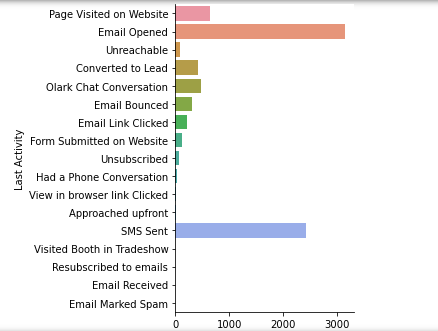 Page Visited on Website
Email Opened
Unreachable
Converted to Lead
Olark Chat Conversation
Email Bounced
Email Link Clicked
Form Submitted on Website
Unsubscribed
Had a Phone Conversation
View in browser link Clicked
Approached upfront
SMS Sent
Visited Booth in Tradeshow
Resubscribed to emails
Email Received
Email Marked Spam
Last Activity
0 1000 2000 3000